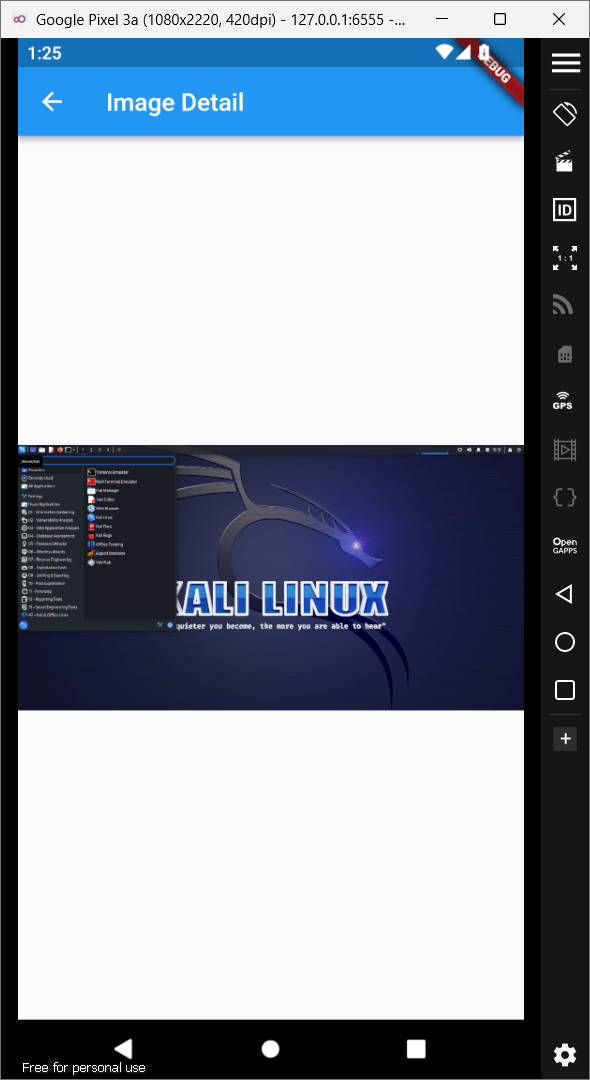 Google Pixel 3a (1080x2220, 420dpi) - 127.0.0.1:6555 -...
1:25
DEBUG
Image Detail
ID
1 : 1
GPS
Open
GAPPS
Recently Used
All Applications
Settings
Usual Applications
01 - Information Gathering
02 - Vulnerability Analysis
03 - Web Application Analysis
04 - Database Assessment
05 - Password Attacks
06 - Wireless Attacks
07 - Reverse Engineering
08 - Exploitation Tools
09 - Sniffing & Spoofing
10 - Post Exploitation
11 - Forensics
12 - Reporting Tools
13 - Social Engineering Tools
42 - Kali & OffSec Links
Terminal Emulator
Root Terminal Emulator
File Manager
Text Editor
Web Browser
Kali Linux
Kali Docs
Kali Bugs
Offsec Training
Exploit Database
VulnHub
KALI LINUX
quieter you become, the more you are able to hear"
Free for personal use